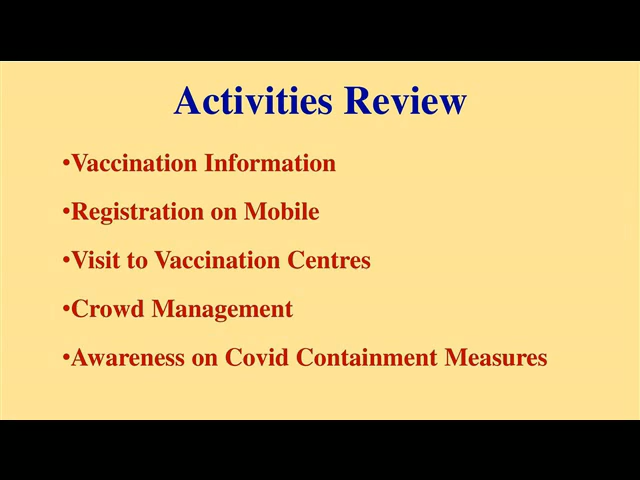 Activities Review
•Vaccination Information
•Registration on Mobile
•Visit to Vaccination Centres
•Crowd Management
•Awareness on Covid Containment Measures